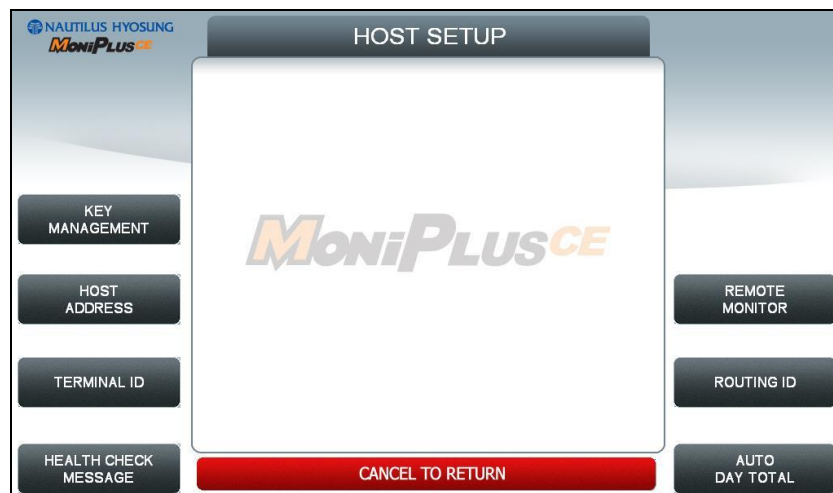 NAUTILUS HYOSUNG
MONIPLUS CE
HOST SETUP
MONIPLUS CE
KEY
MANAGEMENT
HOST
ADDRESS
REMOTE
MONITOR
TERMINAL ID
ROUTING ID
HEALTH CHECK
MESSAGE
CANCEL TO RETURN
AUTO
DAY TOTAL